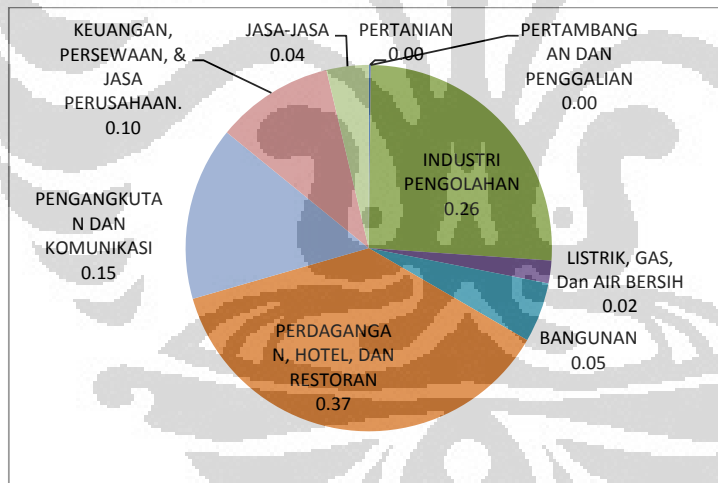 KEUANGAN,
PERSEWAAN, &
JASA
PERUSAHAAN.
0.10
JASA-JASA
0.04
PERTANIAN
0.00
PERTAMBANG
AN DAN
PENGGALIAN
0.00
INDUSTRI
PENGOLAHAN
0.26
LISTRIK, GAS,
Dan AIR BERSIH
0.02
BANGUNAN
0.05
PERDAGANGA
N, HOTEL, DAN
RESTORAN
0.37
PENGANGKUTA
N DAN
KOMUNIKASI
0.15